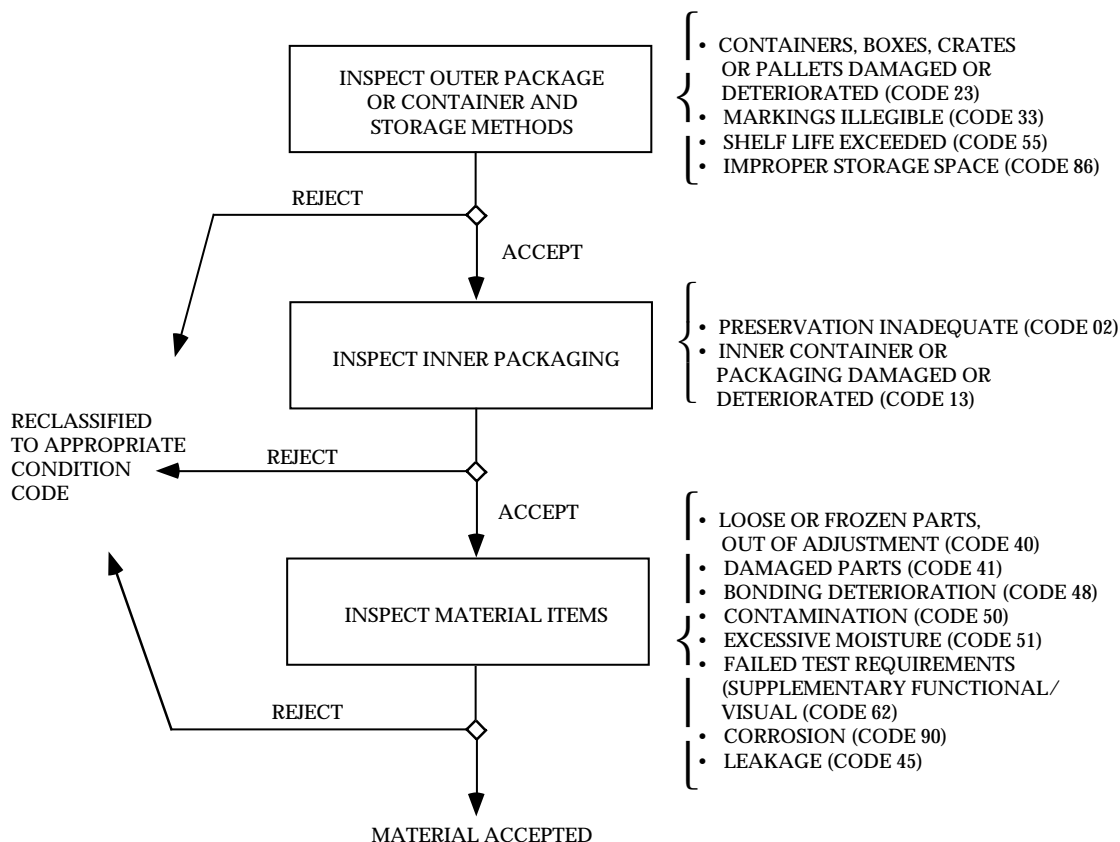 INSPECT OUTER PACKAGE
OR CONTAINER AND
STORAGE METHODS
• CONTAINERS, BOXES, CRATES
OR PALLETS DAMAGED OR
DETERIORATED (CODE 23)
• MARKINGS ILLEGIBLE (CODE 33)
• SHELF LIFE EXCEEDED (CODE 55)
• IMPROPER STORAGE SPACE (CODE 86)
REJECT
ACCEPT
INSPECT INNER PACKAGING
• PRESERVATION INADEQUATE (CODE 02)
• INNER CONTAINER OR
PACKAGING DAMAGED OR
DETERIORATED (CODE 13)
RECLASSIFIED
TO APPROPRIATE
CONDITION
CODE
REJECT
ACCEPT
INSPECT MATERIAL ITEMS
• LOOSE OR FROZEN PARTS,
OUT OF ADJUSTMENT (CODE 40)
• DAMAGED PARTS (CODE 41)
• BONDING DETERIORATION (CODE 48)
• CONTAMINATION (CODE 50)
• EXCESSIVE MOISTURE (CODE 51)
• FAILED TEST REQUIREMENTS
(SUPPLEMENTARY FUNCTIONAL/
VISUAL (CODE 62)
• CORROSION (CODE 90)
• LEAKAGE (CODE 45)
REJECT
MATERIAL ACCEPTED